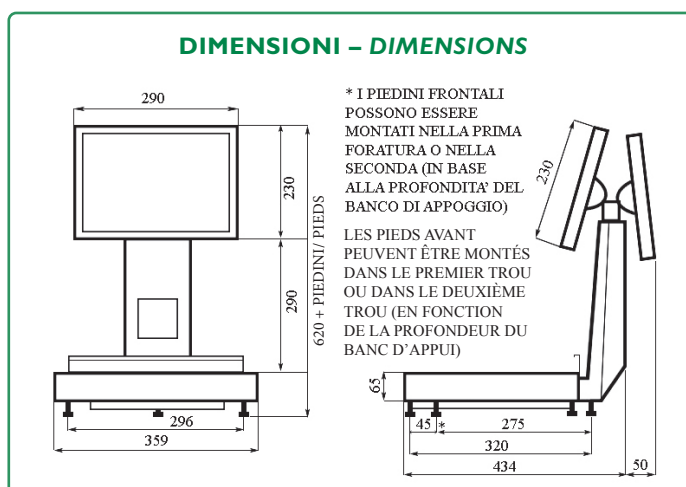 DIMENSIONI – DIMENSIONS
290
230
290
620 + PIEDINI/ PIEDS
296
359
* I PIEDINI FRONTALI
POSSONO ESSERE
MONTATI NELLA PRIMA
FORATURA O NELLA
SECONDA (IN BASE
ALLA PROFONDITA’ DEL
BANCO DI APPOGGIO)
LES PIEDS AVANT
PEUVENT ÊTRE MONTÉS
DANS LE PREMIER TROU
OU DANS LE DEUXIÈME
TROU (EN FONCTION
DE LA PROFONDEUR DU
BANC D’APPUI)
230
65
45 * 275
320
434 50